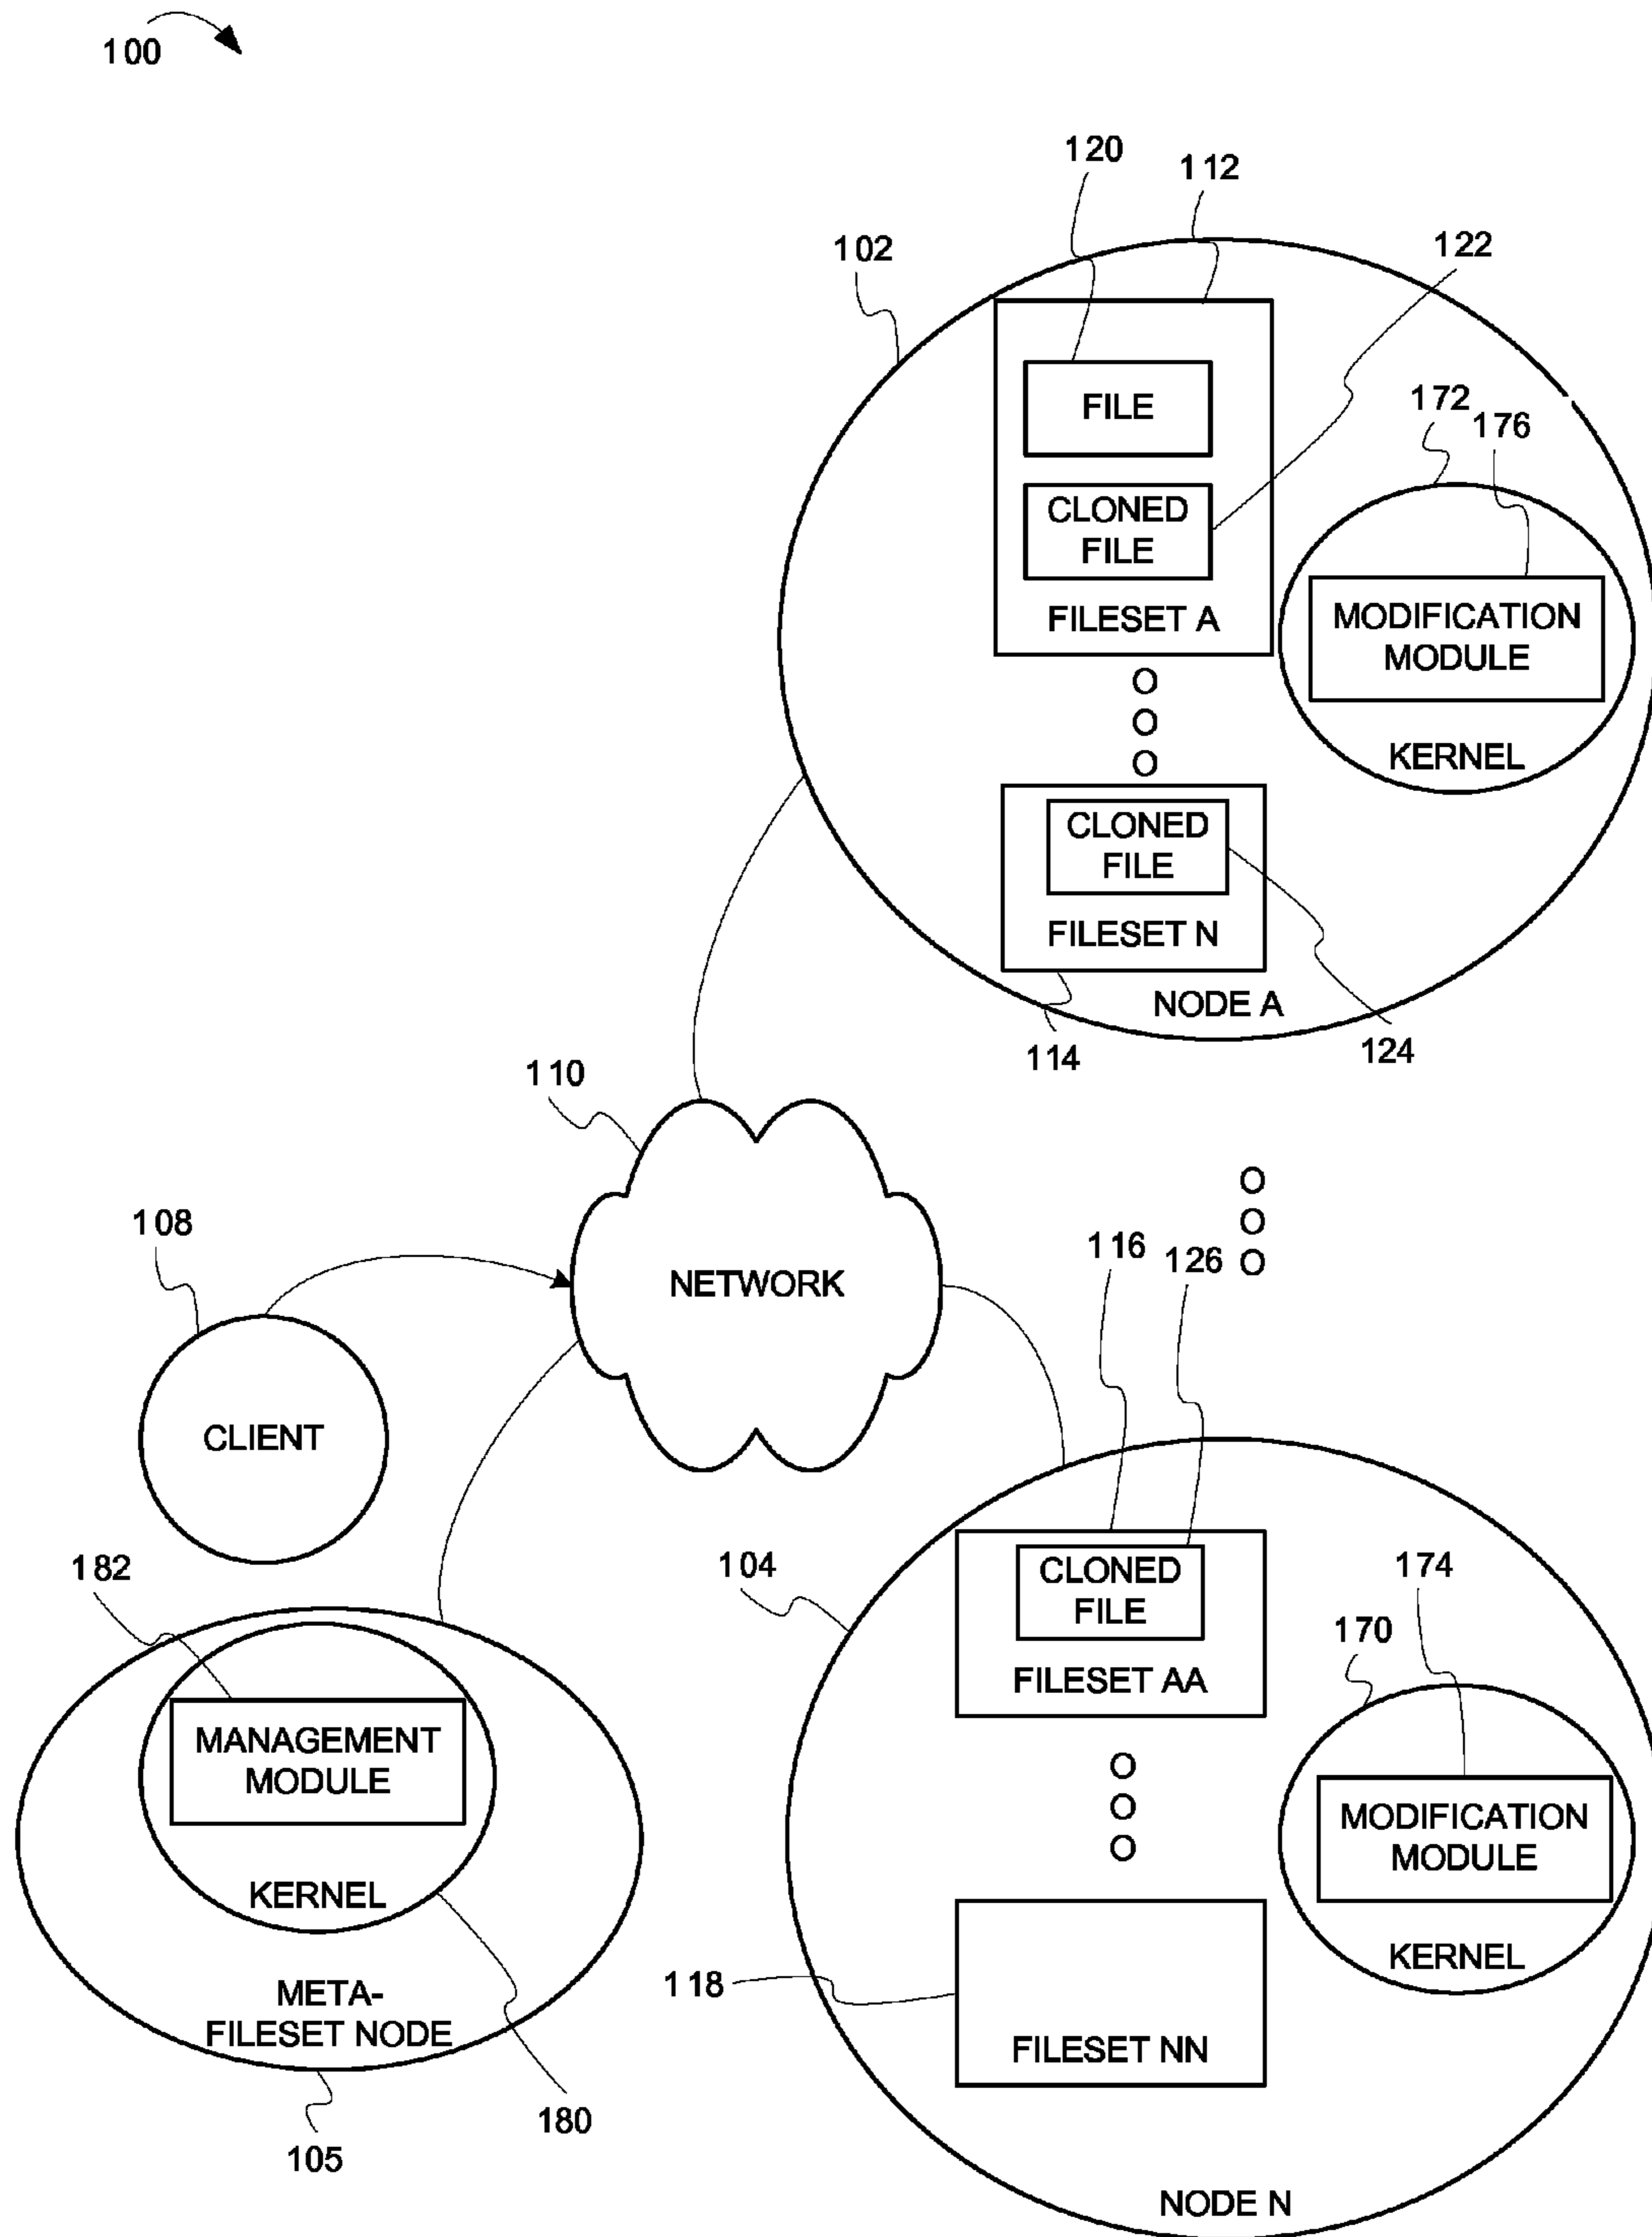 100
120
112
102
122
FILE
172
176
CLONED
FILE
FILESET A
MODIFICATION
MODULE
KERNEL
CLONED
FILE
FILESET N
NODE A
114
124
110
108
NETWORK
116
126
CLIENT
182
104
CLONED
FILE
FILESET AA
174
170
MANAGEMENT
MODULE
KERNEL
MODIFICATION
MODULE
KERNEL
META-
FILESET NODE
118
FILESET NN
180
105
NODE N